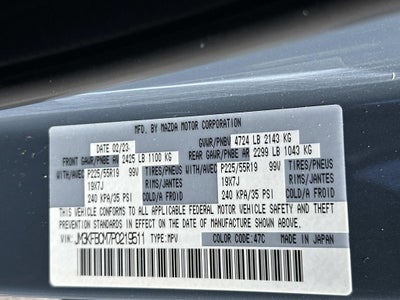 MFD. BY MAZDA MOTOR CORPORATION
DATE 02/23 GVWR/PNBV 4724 LB 2143 KG
FRONT GAWR/PNBE AV 2425 LB 1100 KG REAR GAWR/PNBE AR 2299 LB 1043 KG
WITH/AVEC P225/55R19 99V TIRES/PNEUS WITH/AVEC P225/55R19 99V TIRES/PNEUS
19X7J RIMS/JANTES 19X7J RIMS/JANTES
240 KPA/35 PSI COLD/A FROID 240 KPA/35 PSI COLD/A FROID
THIS VEHICLE CONFORMS TO ALL APPLICABLE FEDERAL MOTOR VEHICLE SAFETY, BUMPER, AND
THEFT PREVENTION STANDARDS IN EFFECT ON THE DATE OF MANUFACTURE SHOWN ABOVE.
JM3KFBCM7P0219511 TYPE:MPV
COLOR CODE:47C MADE IN JAPAN